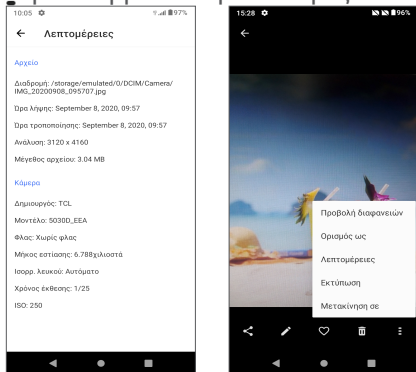 10:05
97%
Λεπτομέρειες
Αρχείο
Διαδρομή: /storage/emulated/0/DCIM/Camera/
IMG_20200908_095707.jpg
Ώρα λήψης: September 8, 2020, 09:57
Ώρα τροποποίησης: September 8, 2020, 09:57
Ανάλυση: 3120 x 4160
Μέγεθος αρχείου: 3.04 MB
Κάμερα
Δημιουργός: TCL
Μοντέλο: 5030D_EEA
Φλας: Χωρίς φλας
Μήκος εστίασης: 6.788χιλιοστά
Ισορρ. λευκού: Αυτόματο
Χρόνος έκθεσης: 1/25
ISO: 250
15:28
96%
Προβολή διαφανειών
Ορισμός ως
Λεπτομέρειες
Εκτύπωση
Μετακίνηση σε